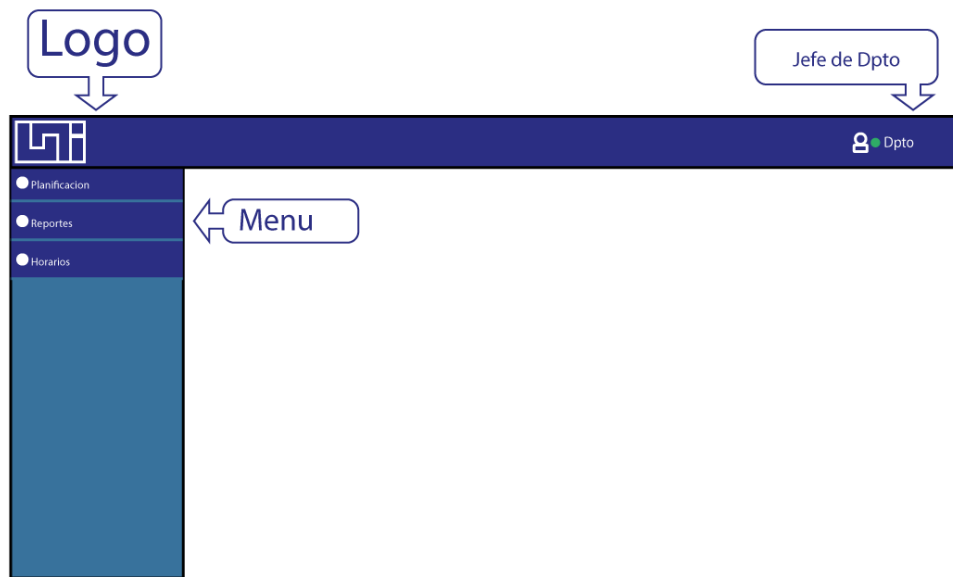 Logo
Jefe de Dpto
Dpto
Planificacion
Reportes
Menu
Horarios